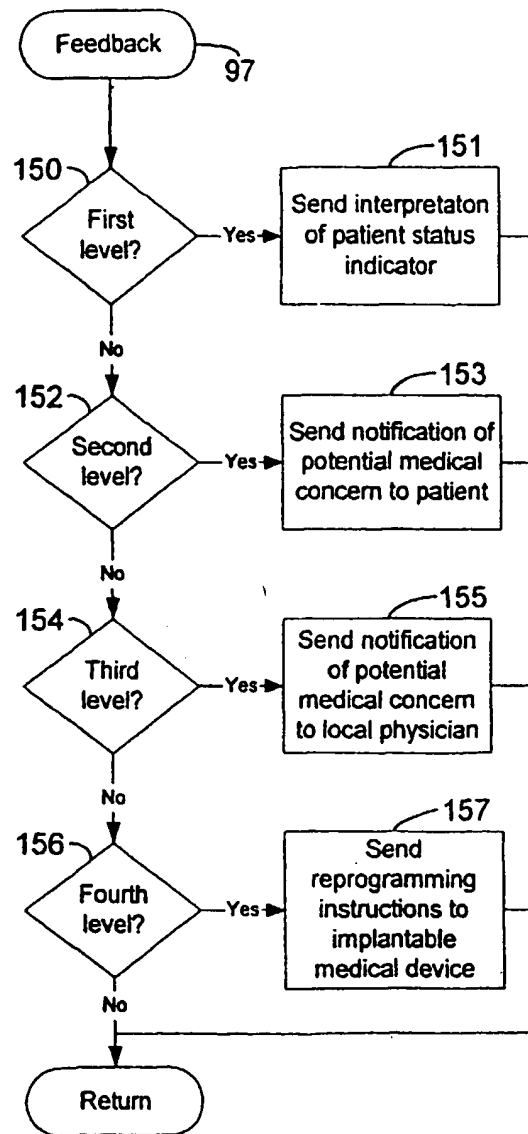 Feedback
97
150
First
level?
Yes
151
Send interpretaton
of patient status
indicator
No
152
Second
level?
Yes
153
Send notification of
potential medical
concern to patient
No
154
Third
level?
Yes
155
Send notification
of potential
medical concern
to local physician
No
156
Fourth
level?
Yes
157
Send
reprogramming
instructions to
implantable
medical device
No
Return